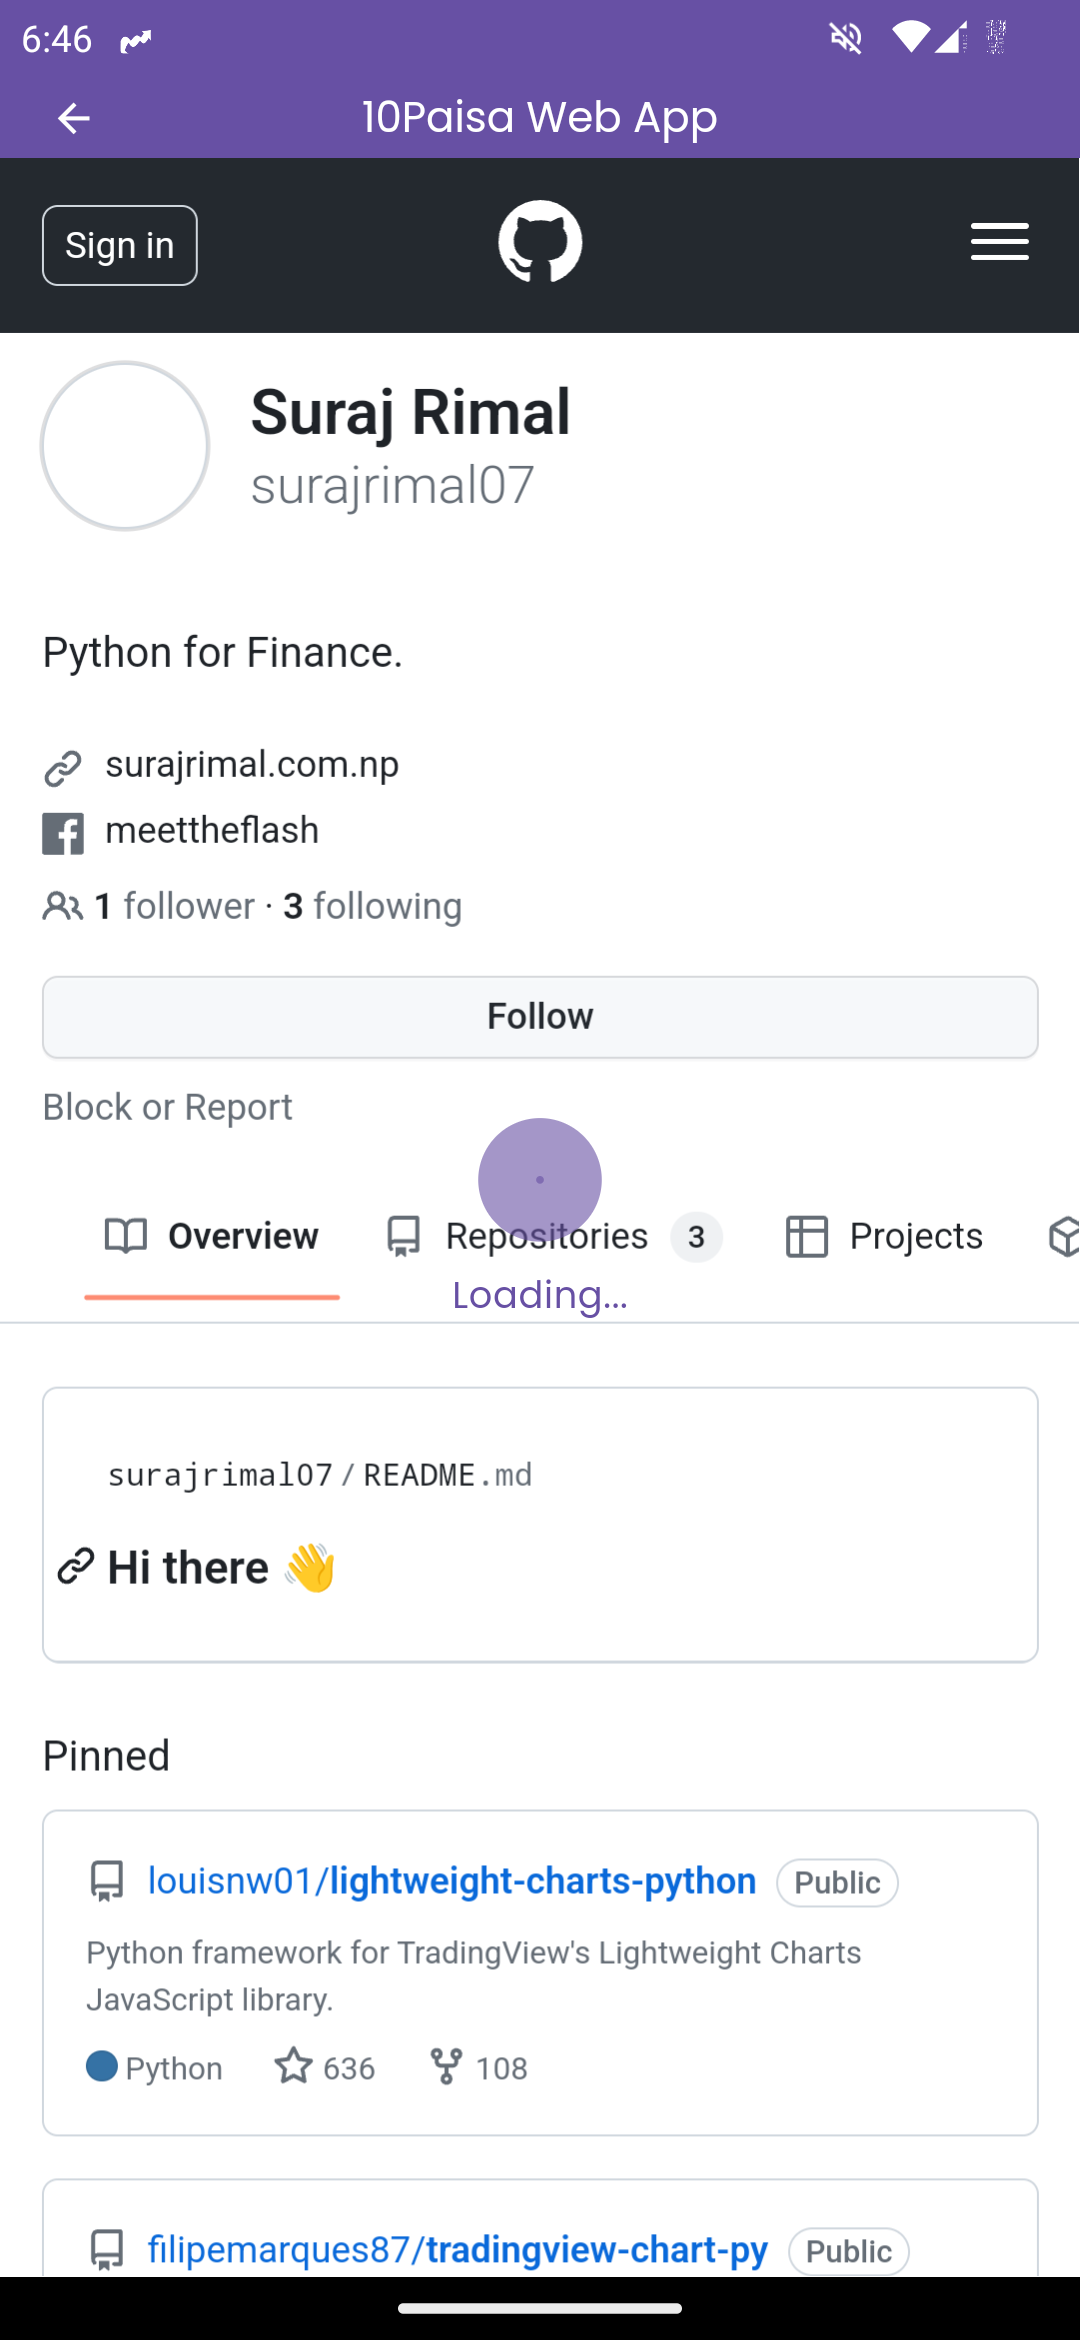 6:46
10Paisa Web App
Sign in
Suraj Rimal
surajrimal07
Python for Finance.
surajrimal.com.np
meettheflash
1 follower · 3 following
Follow
Block or Report
Overview Repositories 3 Projects
Loading...
surajrimal07 / README.md
Hi there 👋
Pinned
louisnw01/lightweight-charts-python Public
Python framework for TradingView's Lightweight Charts
JavaScript library.
Python 636 108
filipemarques87/tradingview-chart-py Public